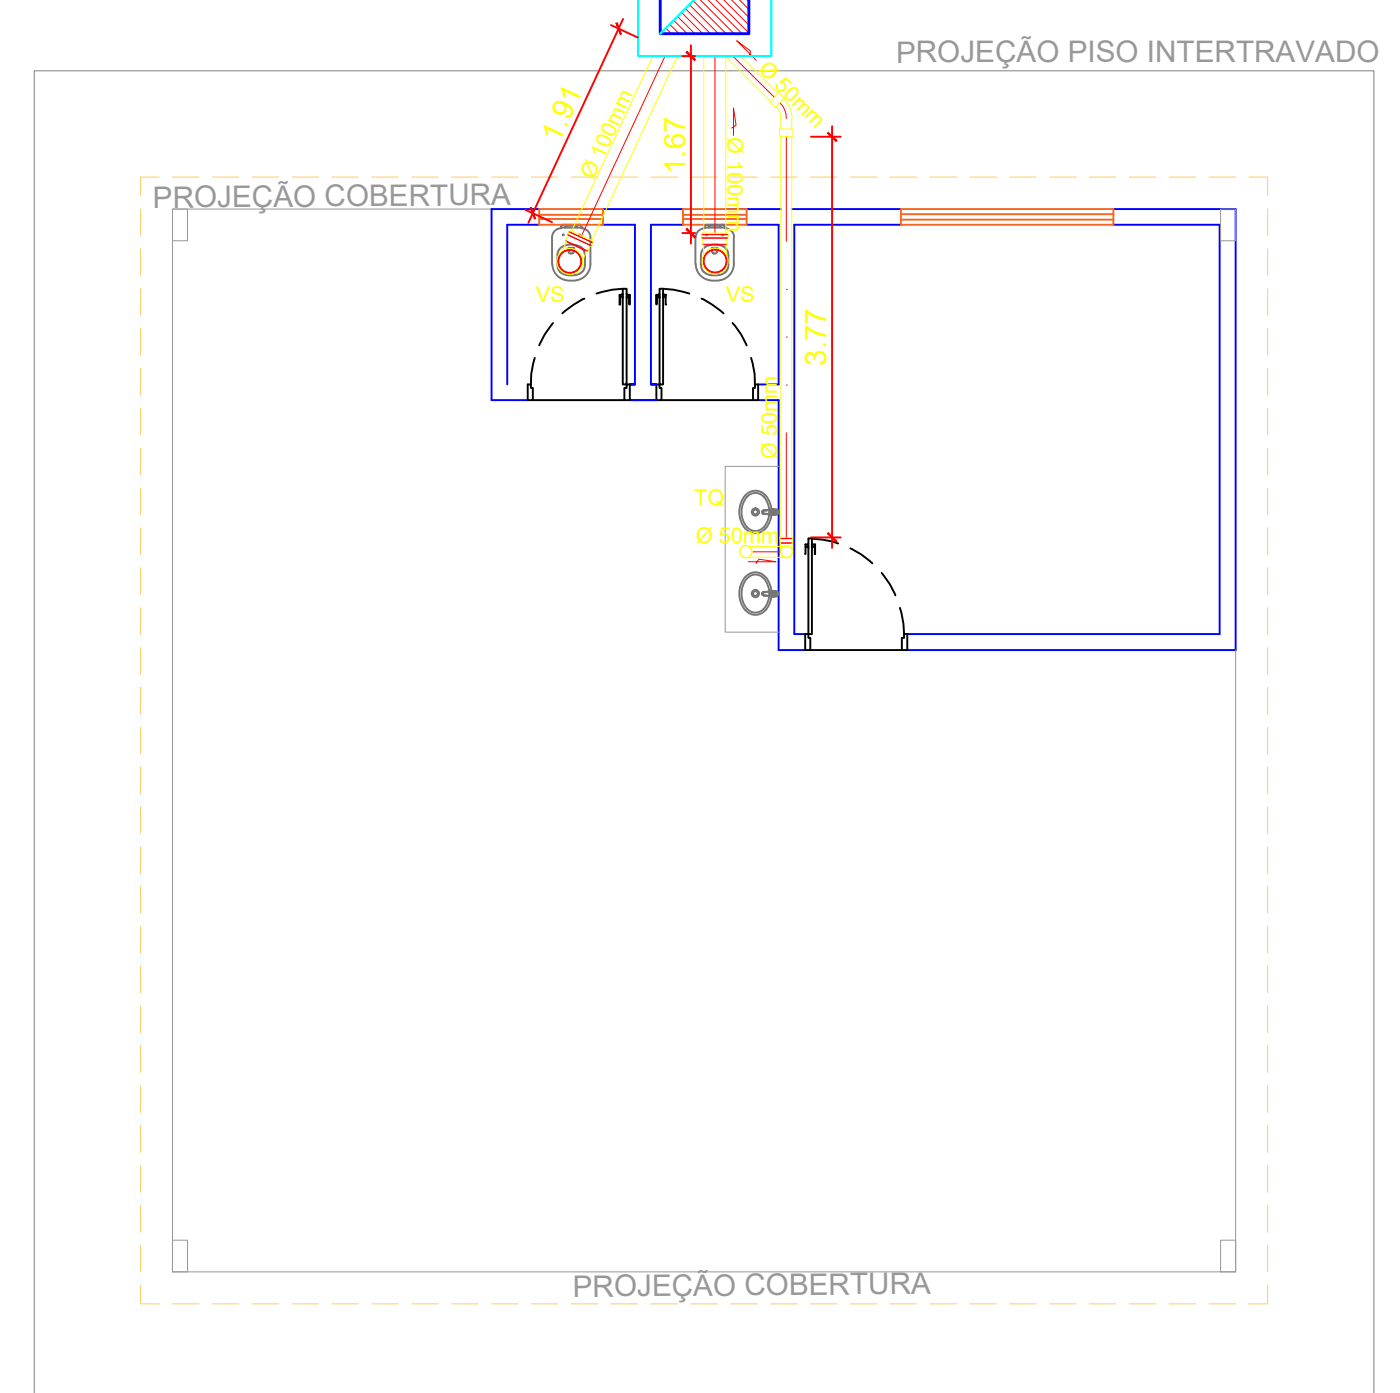 PROJEÇÃO PISO INTERTRAVADO
1.91
Ø 100mm
1.67
Ø 100mm
Ø 50mm
PROJEÇÃO COBERTURA
VS
VS
3.77
Ø 50mm
TQ
Ø 50mm
PROJEÇÃO COBERTURA